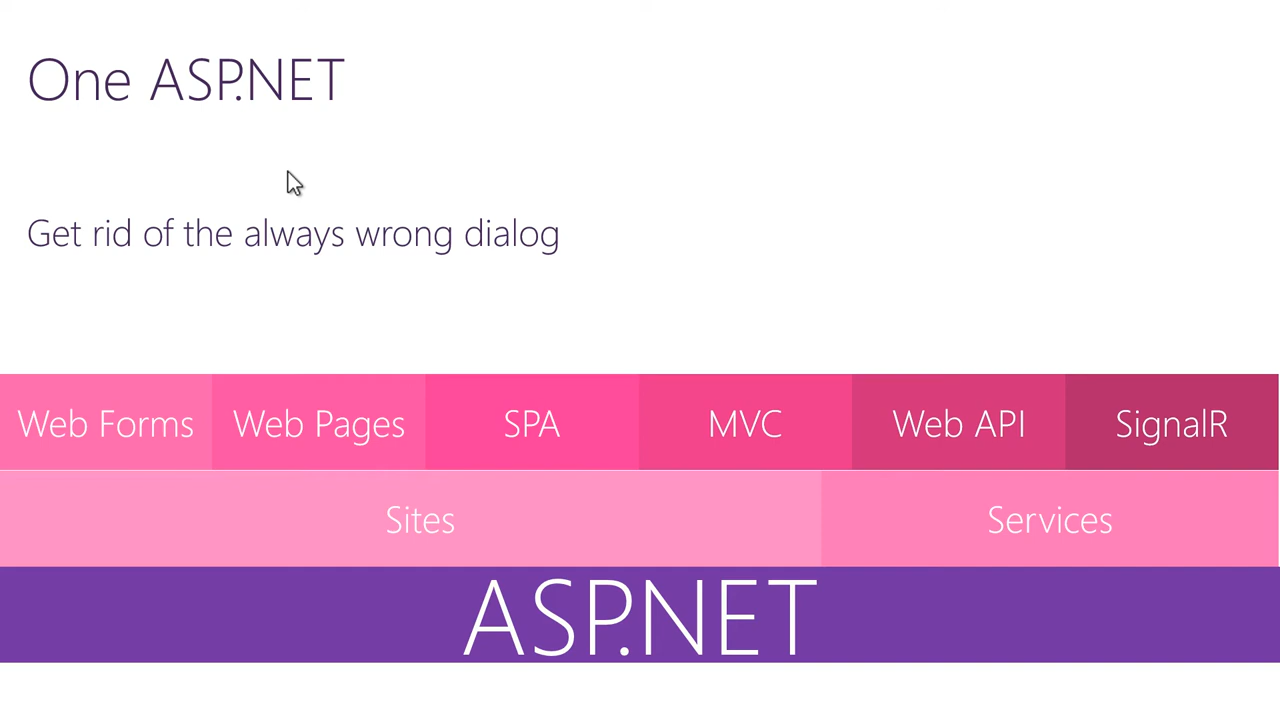 One ASP.NET
Get rid of the always wrong dialog
Web Forms Web Pages SPA MVC Web API SignalR
Sites Services
ASP.NET